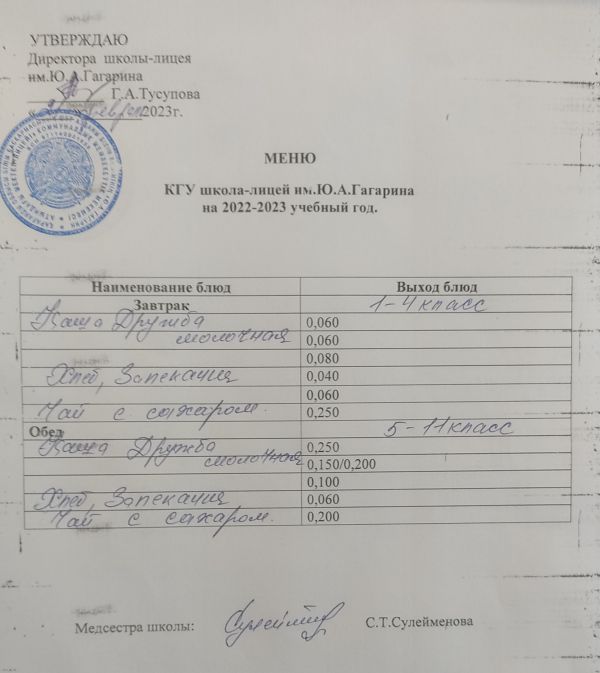 УТВЕРЖДАЮ
Директора школы-лицея
им.Ю.А.Гагарина
Г.А.Тусупова
« » февраля 2023г.
МЕНЮ
КГУ школа-лицей им.Ю.А.Гагарина
на 2022-2023 учебный год.
Наименование блюд Выход блюд
Завтрак 1-4 класс
Каша Дружба 0,060
молочная 0,060
0,080
Хлеб, Запеканка 0,040
0,060
Чай с сахаром. 0,250
Обед 5-11 класс
Каша Дружба 0,250
молочная 0,150/0,200
0,100
Хлеб, Запеканка 0,060
Чай с сахаром. 0,200
Медсестра школы: С.Т.Сулейменова